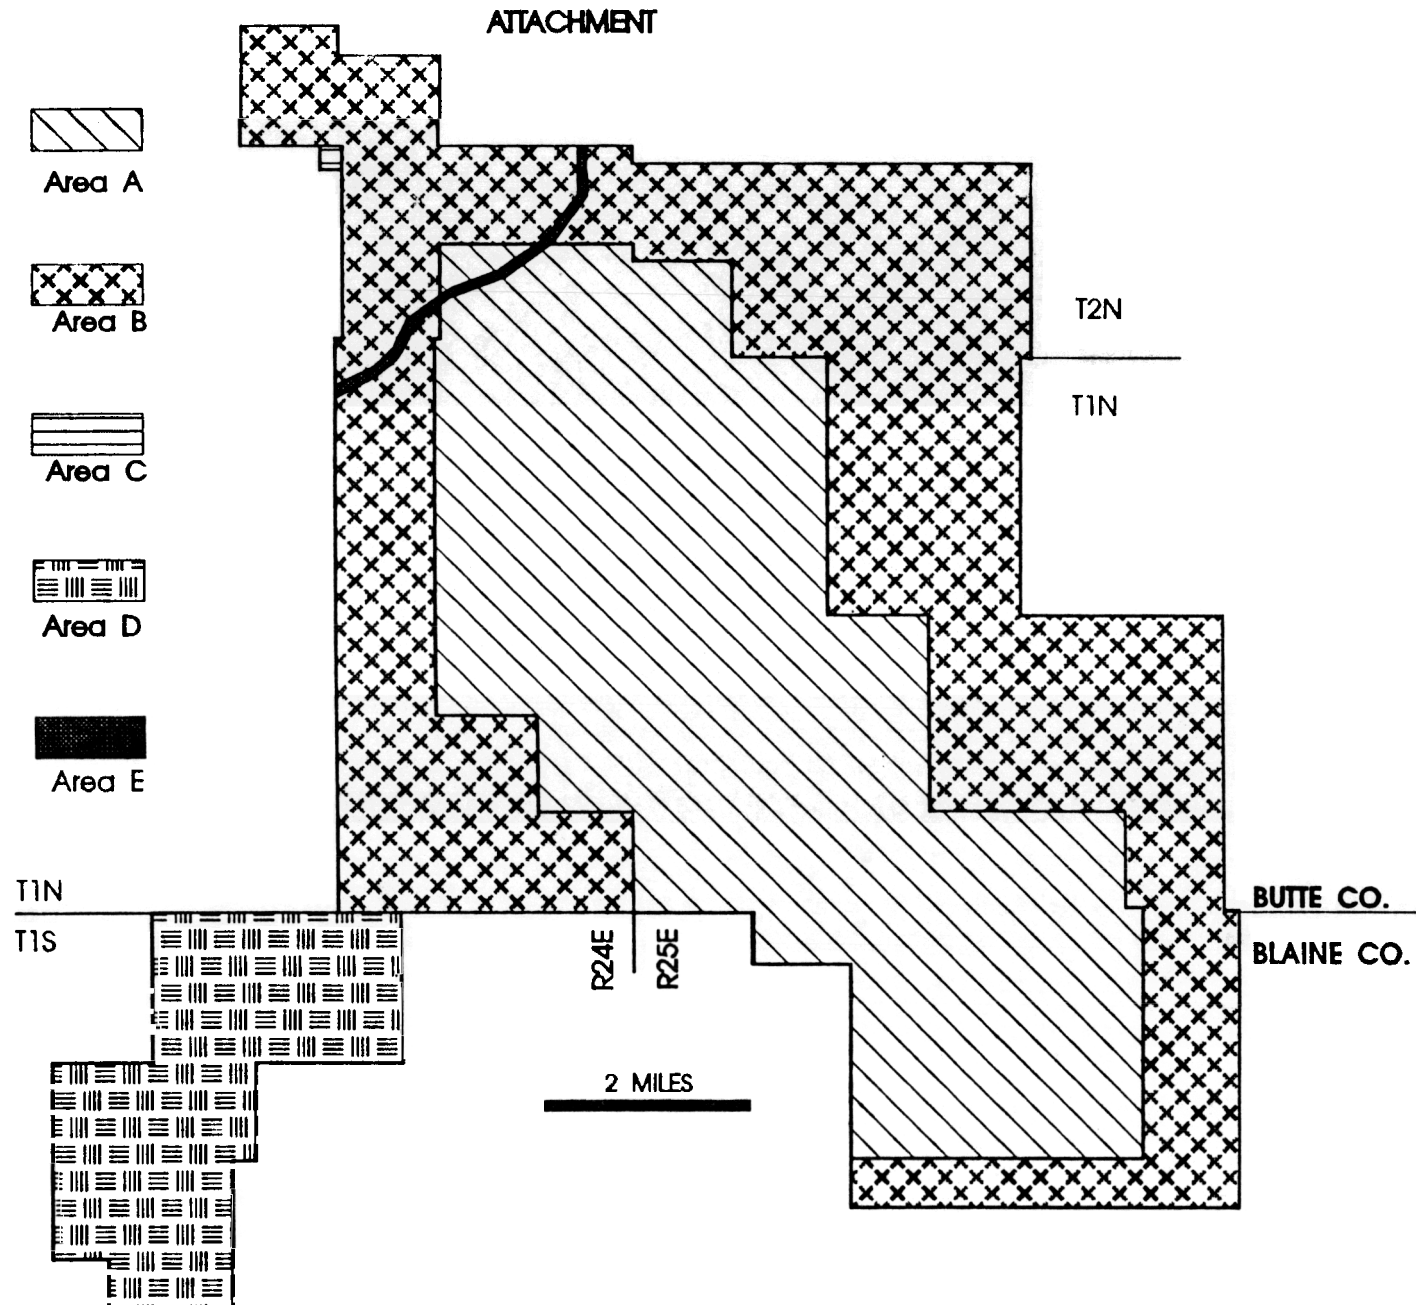 ATTACHMENT
Area A
Area B
Area C
Area D
Area E
T2N
T1N
T1N
T1S
BUTTE CO.
BLAINE CO.
R24E
R25E
2 MILES